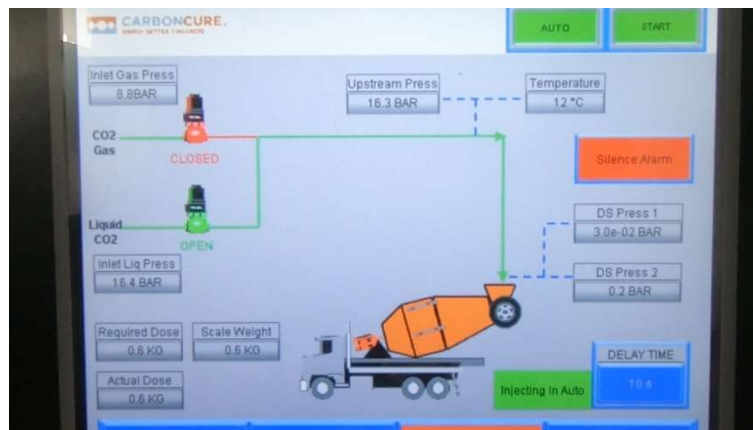 CARBONCURE.
SIMPLY BETTER CONCRETE
AUTO
START
Inlet Gas Press
8.8BAR
Upstream Press
16.3 BAR
Temperature
12 °C
CO2
Gas
CLOSED
Silence Alarm
Liquid
CO2
OPEN
DS Press 1
3.0e-02 BAR
Inlet Liq Press
16.4 BAR
DS Press 2
0.2 BAR
Required Dose
0.6 KG
Scale Weight
0.6 KG
Actual Dose
0.6 KG
Injecting In Auto
DELAY TIME
10 s